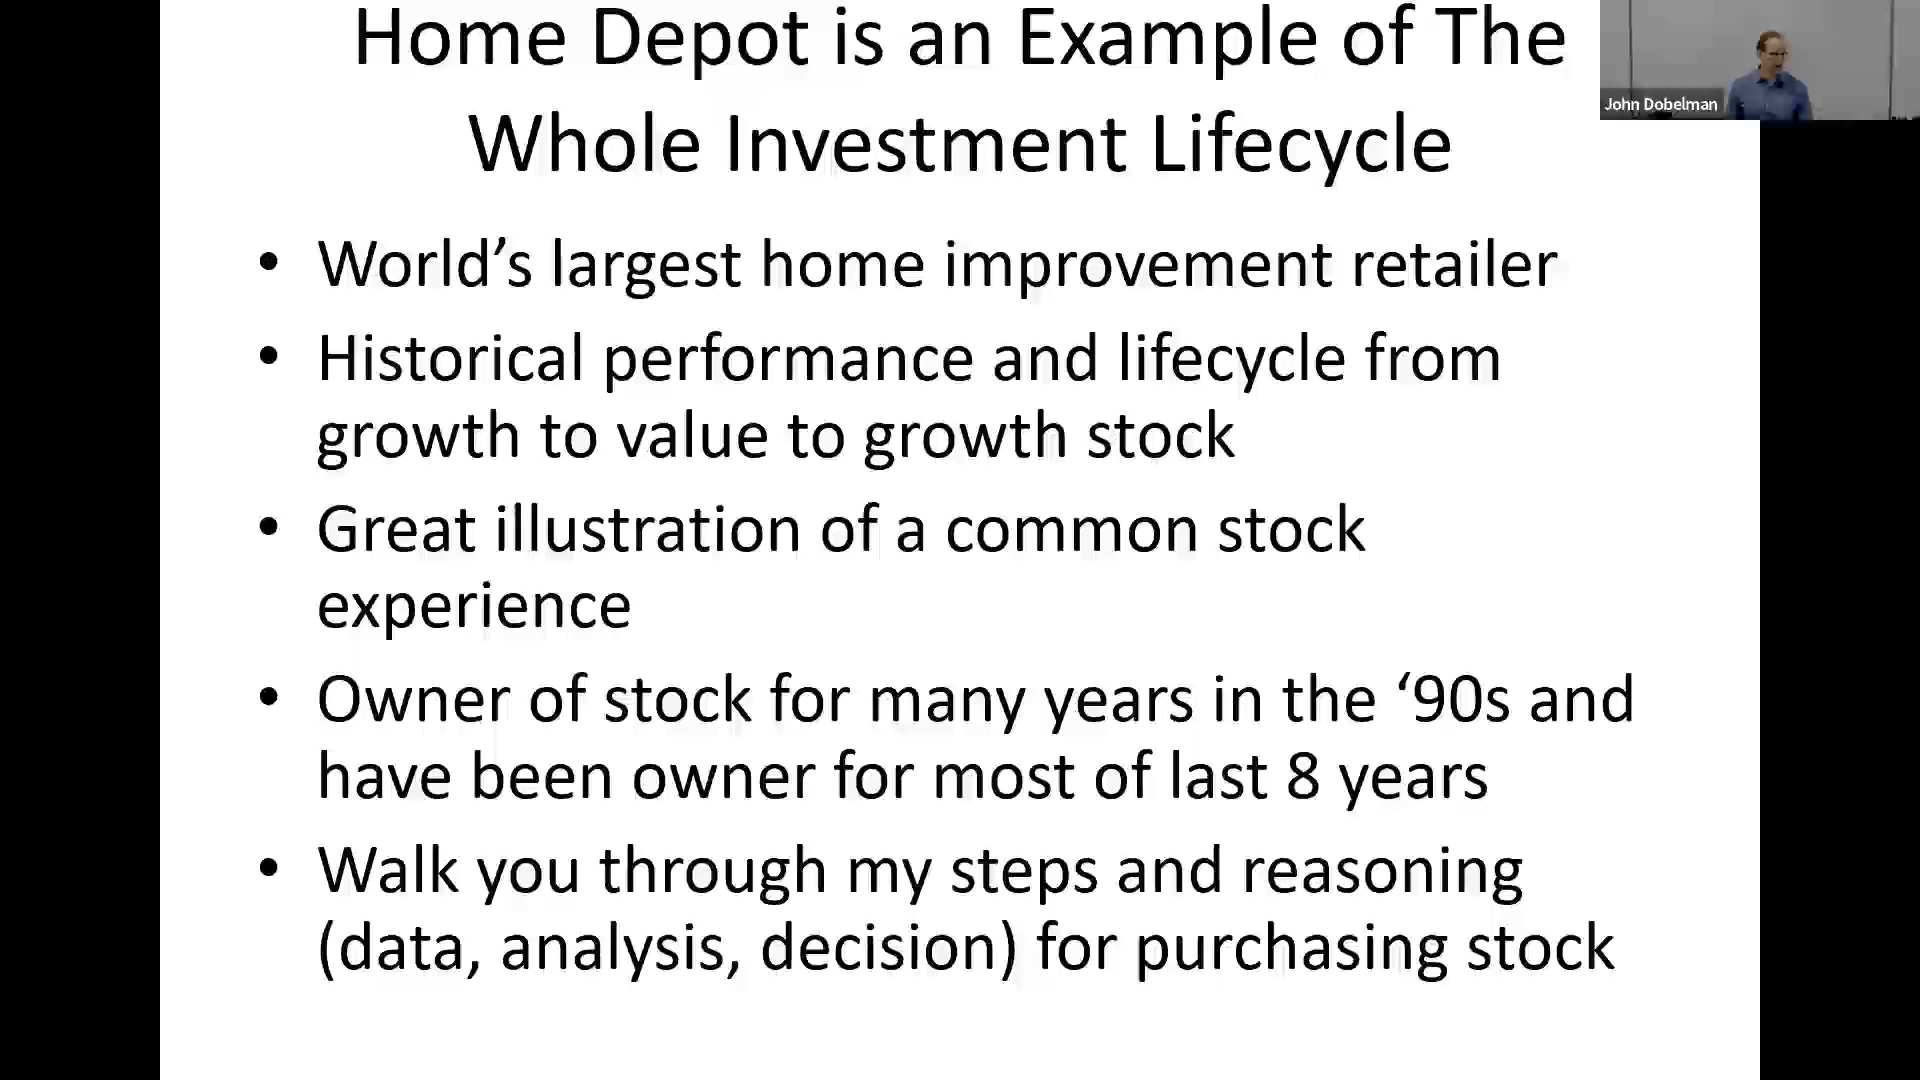 Home Depot is an Example of The
Whole Investment Lifecycle
John Dobelman
• World’s largest home improvement retailer
• Historical performance and lifecycle from
growth to value to growth stock
• Great illustration of a common stock
experience
• Owner of stock for many years in the ‘90s and
have been owner for most of last 8 years
• Walk you through my steps and reasoning
(data, analysis, decision) for purchasing stock